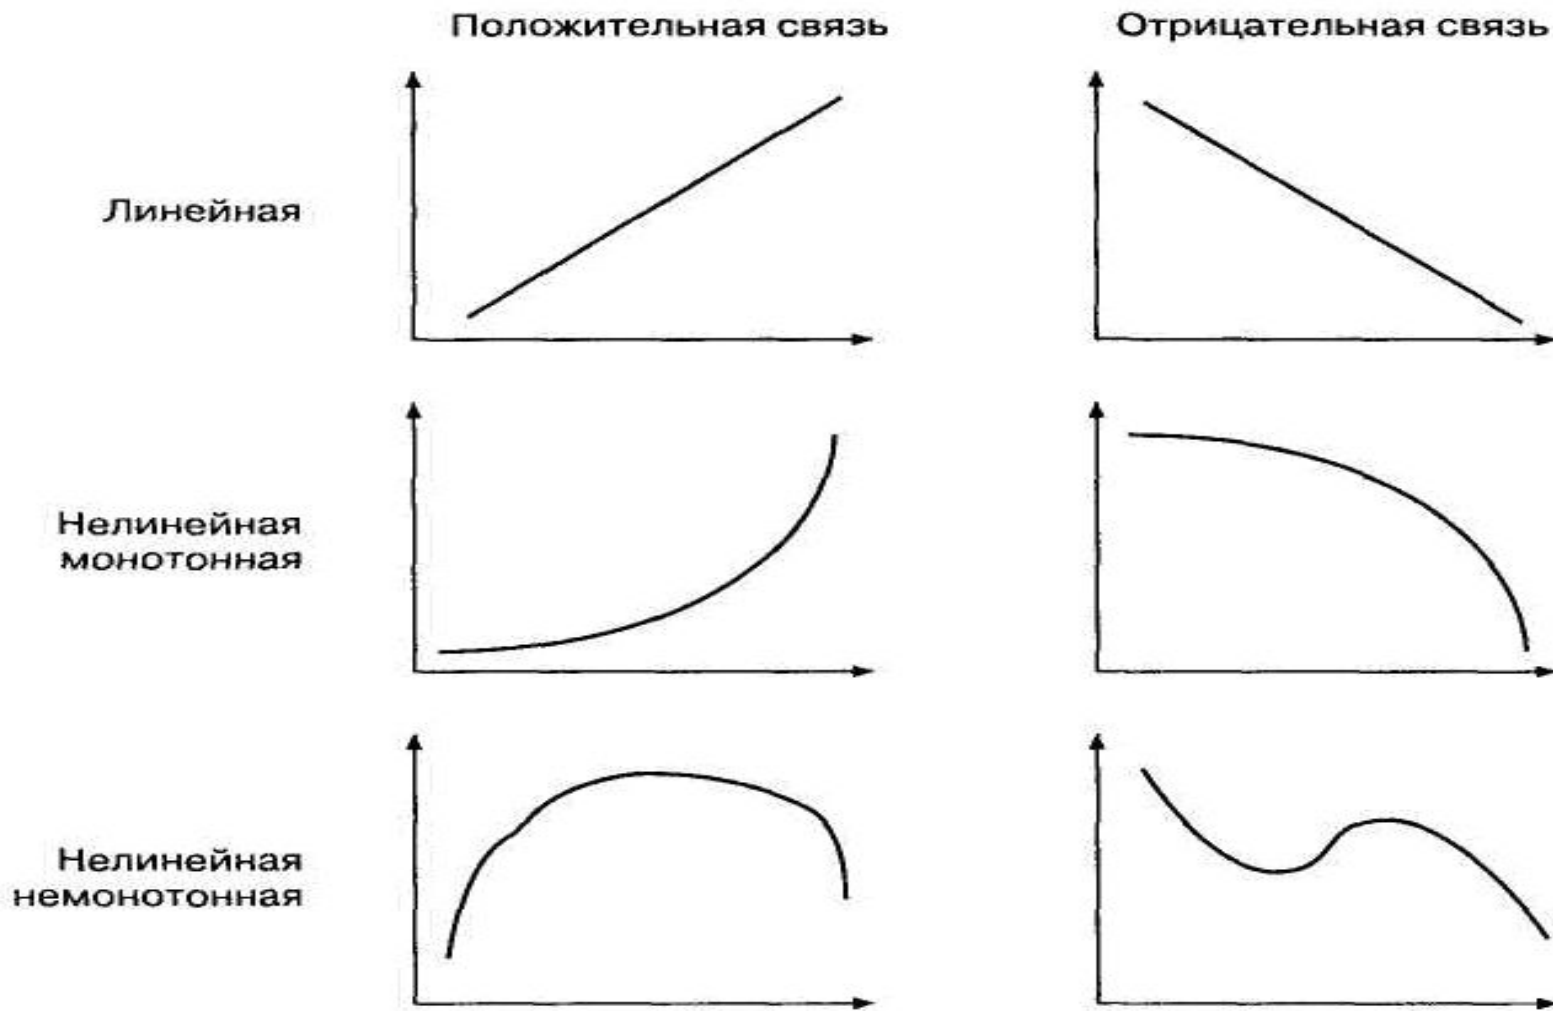 Положительная связь
Отрицательная связь
Линейная
Нелинейная
монотонная
Нелинейная
немонотонная